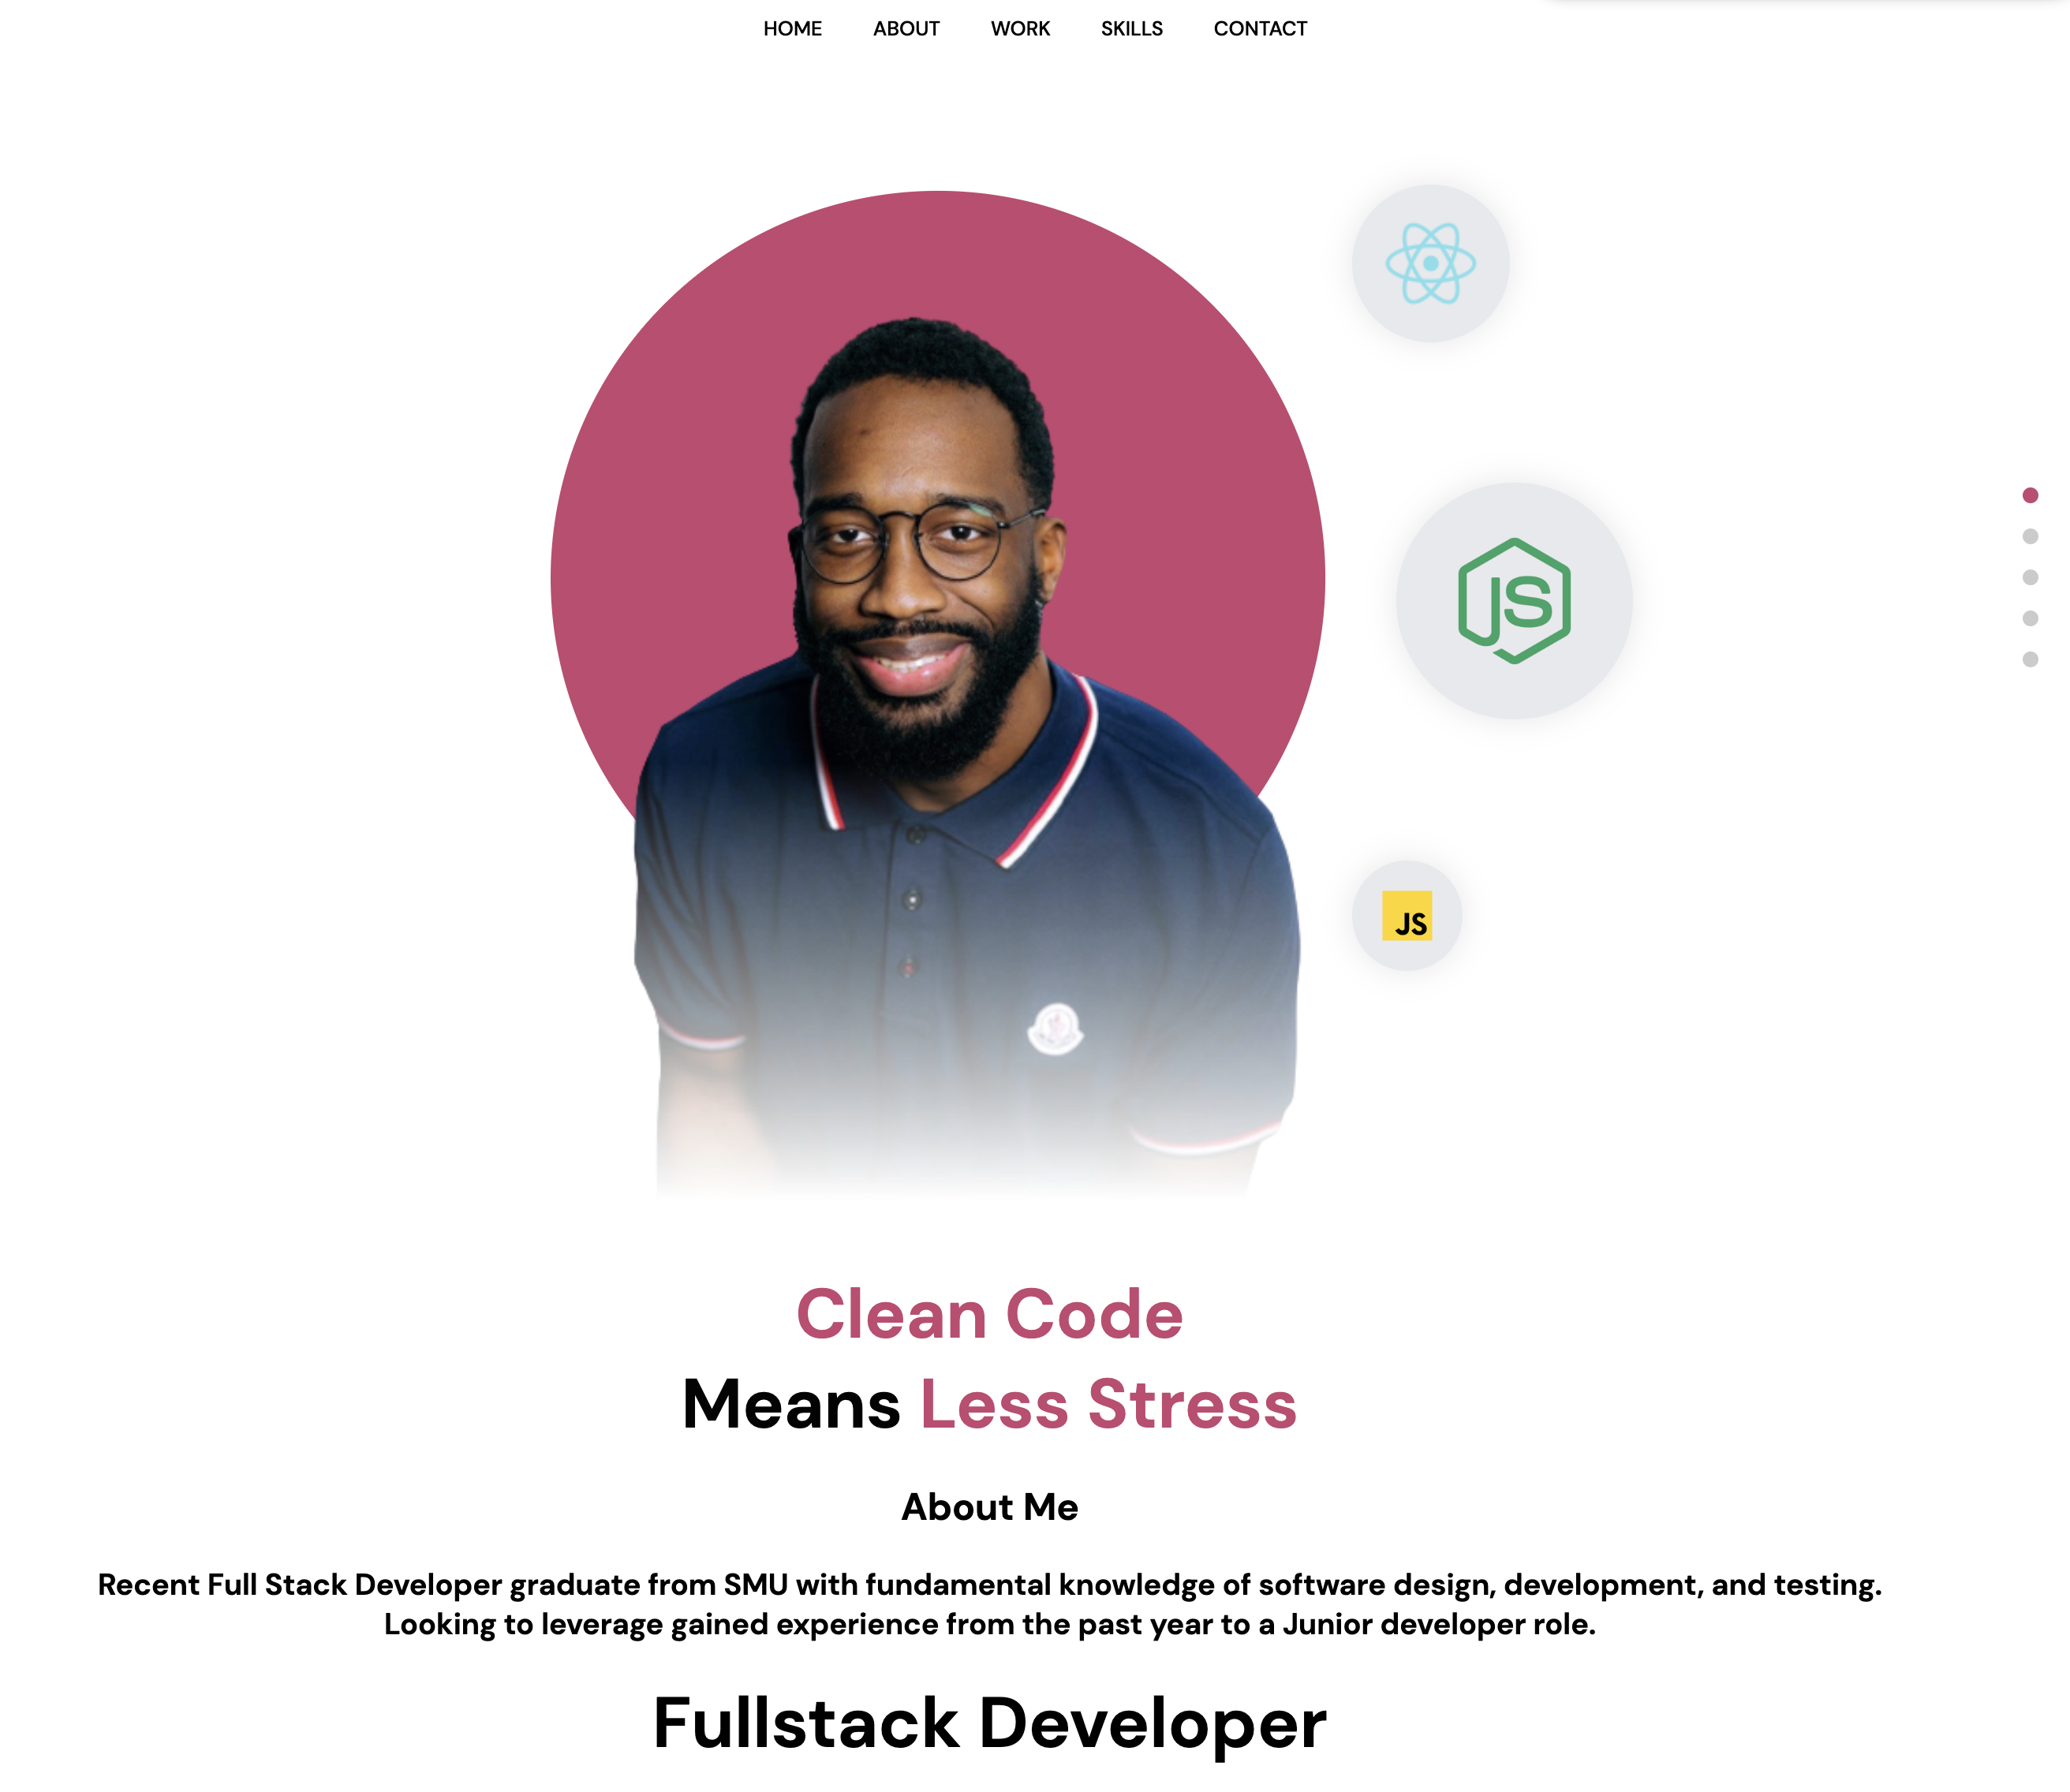 HOME ABOUT WORK SKILLS CONTACT
JS
JS
Clean Code
Means Less Stress
About Me
Recent Full Stack Developer graduate from SMU with fundamental knowledge of software design, development, and testing.
Looking to leverage gained experience from the past year to a Junior developer role.
Fullstack Developer